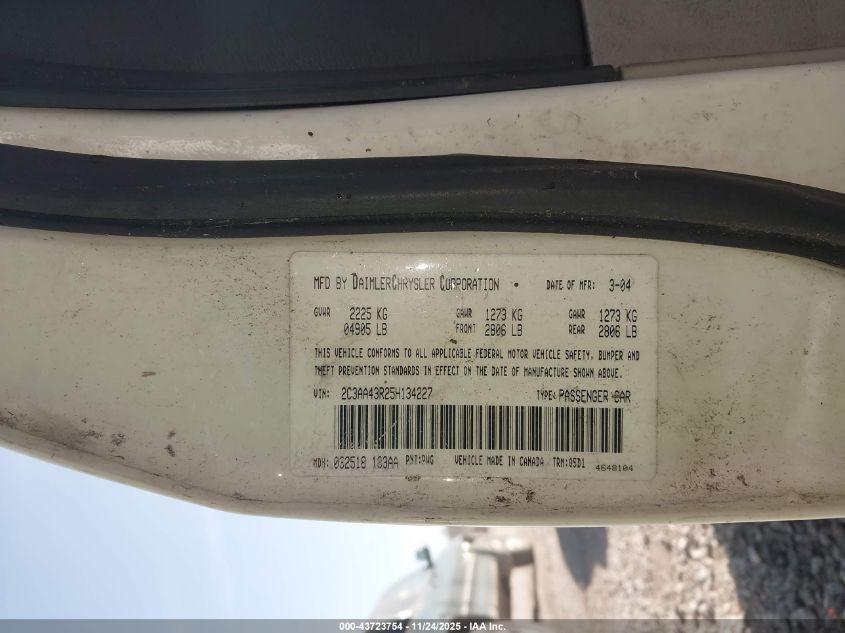 MFD BY DAIMLERCHRYSLER CORPORATION • DATE OF MFR: 3-04
GVWR 2225 KG GAWR 1273 KG GAWR 1273 KG
04905 LB FRONT 2806 LB REAR 2806 LB
THIS VEHICLE CONFORMS TO ALL APPLICABLE FEDERAL MOTOR VEHICLE SAFETY, BUMPER AND
THEFT PREVENTION STANDARDS IN EFFECT ON THE DATE OF MANUFACTURE SHOWN ABOVE.
VIN: 2C3AA43R25H134227 TYPE: PASSENGER CAR
MDH: 032518 183AA PNT:PWG VEHICLE MADE IN CANADA TRM:G5D1
4648104
000-43723754 - 11/24/2025 - IAA Inc.